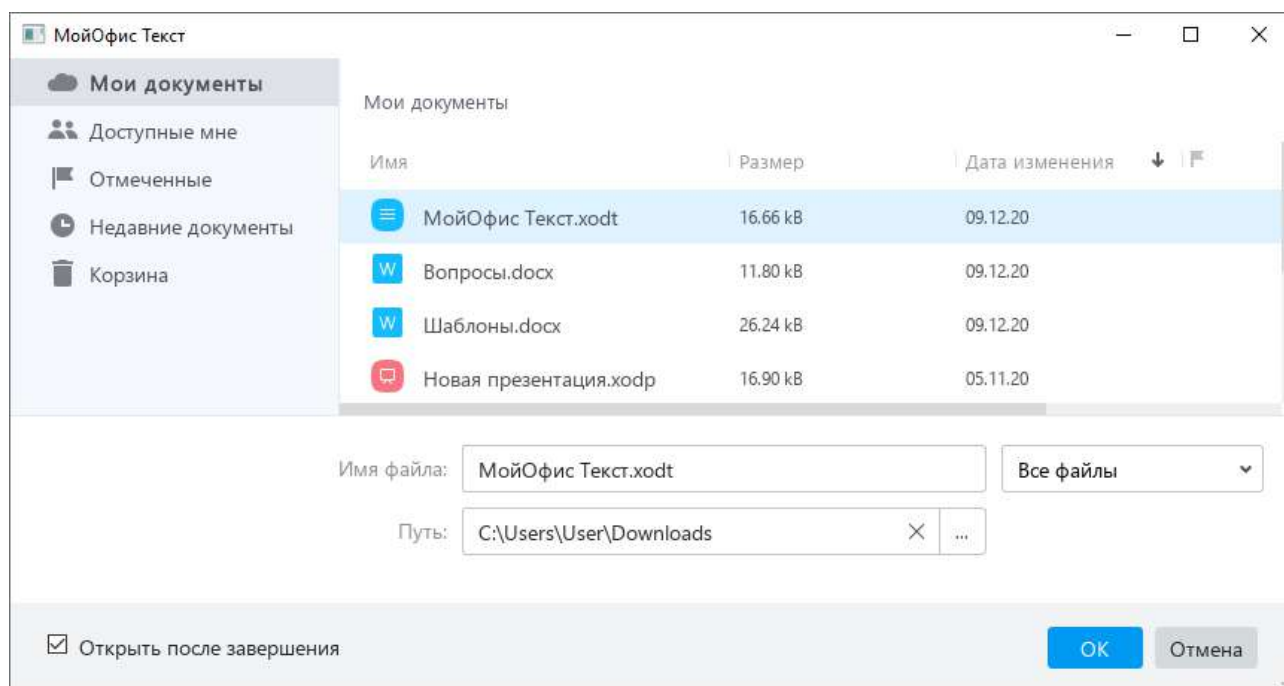 МойОфис Текст
Мои документы
Доступные мне
Отмеченные
Недавние документы
Корзина
Мои документы
Имя Размер Дата изменения
МойОфис Текст.xodt 16.66 kB 09.12.20
W Вопросы.docx 11.80 kB 09.12.20
W Шаблоны.docx 26.24 kB 09.12.20
Новая презентация.xodp 16.90 kB 05.11.20
Имя файла: МойОфис Текст.xodt Все файлы
Путь: C:\Users\User\Downloads ...
Открыть после завершения ОК Отмена